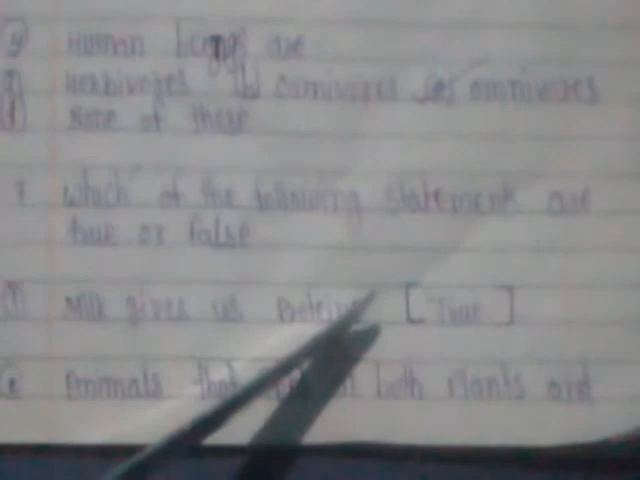 Human beings are
Herbivores (b) carnivores (c) omnivores
None of these
which of the following statements are
true or false
Milk gives us Protein [True]
Animals that both Plants and